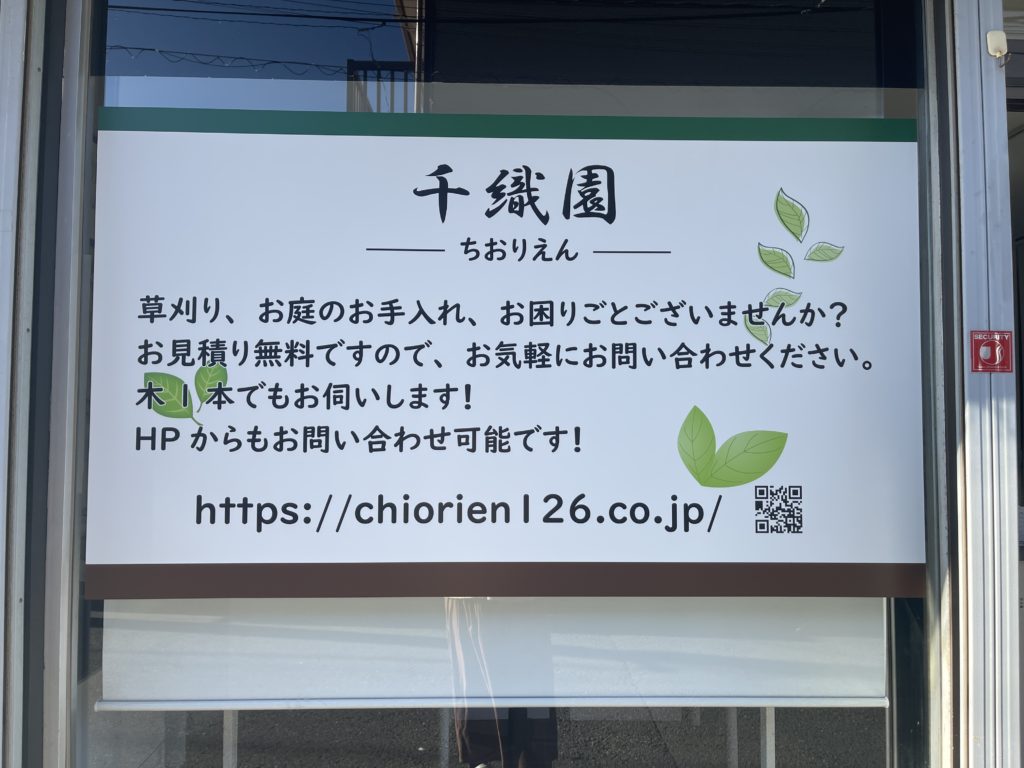 千織園
ちおりえん
草刈り、お庭のお手入れ、お困りごとございませんか?
お見積り無料ですので、お気軽にお問い合わせください。
木1本でもお伺いします!
HPからもお問い合わせ可能です!
https://chiorien126.co.jp/
SECURITY